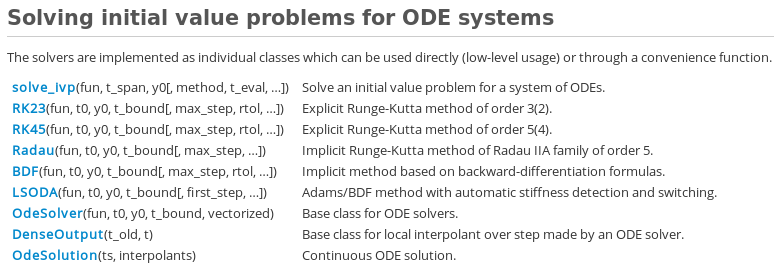 Solving initial value problems for ODE systems
The solvers are implemented as individual classes which can be used directly (low-level usage) or through a convenience function.
solve_ivp(fun, t_span, y0[, method, t_eval, ...]) Solve an initial value problem for a system of ODEs.
RK23(fun, t0, y0, t_bound[, max_step, rtol, ...]) Explicit Runge-Kutta method of order 3(2).
RK45(fun, t0, y0, t_bound[, max_step, rtol, ...]) Explicit Runge-Kutta method of order 5(4).
Radau(fun, t0, y0, t_bound[, max_step, ...]) Implicit Runge-Kutta method of Radau IIA family of order 5.
BDF(fun, t0, y0, t_bound[, max_step, rtol, ...]) Implicit method based on backward-differentiation formulas.
LSODA(fun, t0, y0, t_bound[, first_step, ...]) Adams/BDF method with automatic stiffness detection and switching.
OdeSolver(fun, t0, y0, t_bound, vectorized) Base class for ODE solvers.
DenseOutput(t_old, t) Base class for local interpolant over step made by an ODE solver.
OdeSolution(ts, interpolants) Continuous ODE solution.